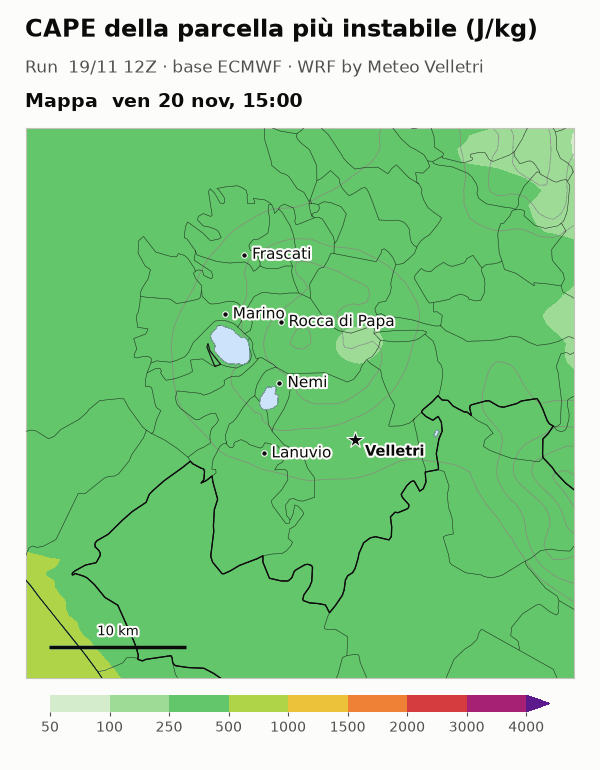 CAPE della parcella più instabile (J/kg)
Run  19/11 12Z · base ECMWF · WRF by Meteo Velletri
Mappa  ven 20 nov, 15:00
Frascati
Marino
Rocca di Papa
Nemi
Velletri
Lanuvio
10 km
50 100 250 500 1000 1500 2000 3000 4000